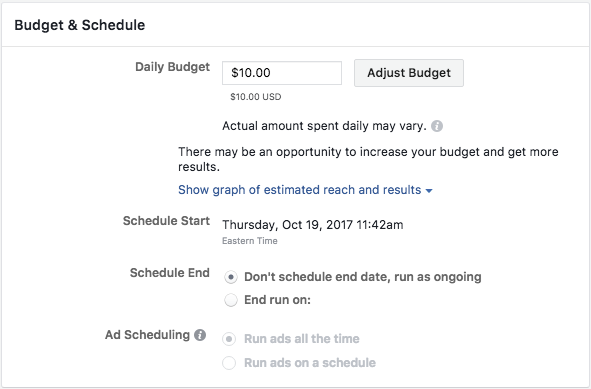 Budget & Schedule
Daily Budget $10.00 Adjust Budget
$10.00 USD
Actual amount spent daily may vary.
There may be an opportunity to increase your budget and get more
results.
Show graph of estimated reach and results
Schedule Start Thursday, Oct 19, 2017 11:42am
Eastern Time
Schedule End Don't schedule end date, run as ongoing
End run on:
Ad Scheduling i Run ads all the time
Run ads on a schedule